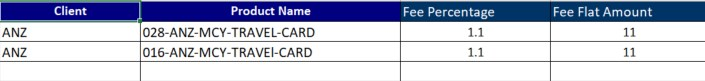 Client Product Name Fee Percentage Fee Flat Amount
ANZ 028-ANZ-MCY-TRAVEL-CARD 1.1 11
ANZ 016-ANZ-MCY-TRAVEl-CARD 1.1 11